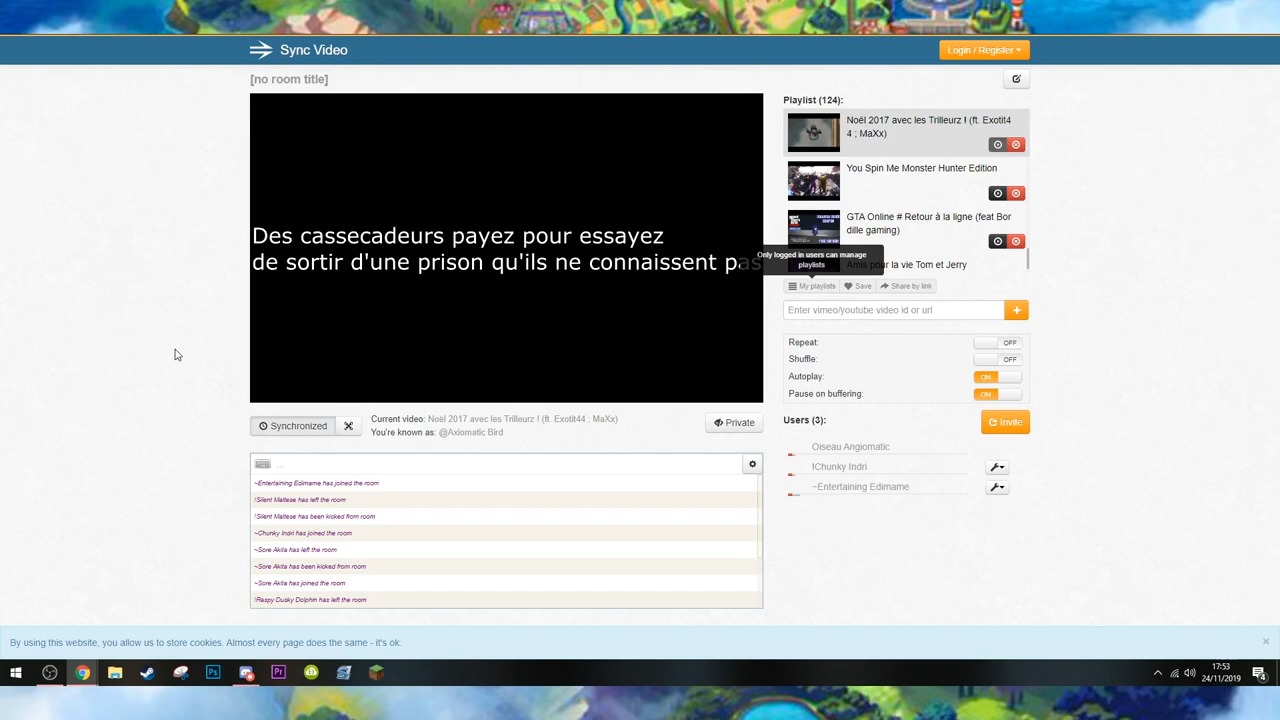 Sync Video
Login / Register
[no room title]
Playlist (124):
Noël 2017 avec les Trilleurz ! (ft. Exotit4
4 ; MaXx)
You Spin Me Monster Hunter Edition
GTA Online # Retour à la ligne (feat Bor
dille gaming)
Amis pour la vie Tom et Jerry
Only logged in users can manage
playlists
Des cassecadeurs payez pour essayez
de sortir d'une prison qu'ils ne connaissent pas
My playlists Save Share by link
Enter vimeo/youtube video id or url
+
Repeat: OFF
Shuffle: OFF
Autoplay: ON
Pause on buffering: ON
Synchronized
Current video: Noël 2017 avec les Trilleurz ! (ft. Exotit44 ; MaXx)
You're known as: @Axiomatic Bird
Private
Users (3):
Invite
Oiseau Angiomatic
!Chunky Indri
~Entertaining Edimame
...
~Entertaining Edimame has joined the room
!Silent Maltese has left the room
!Silent Maltese has been kicked from room
~Chunky Indri has joined the room
~Sore Akita has left the room
~Sore Akita has been kicked from room
~Sore Akita has joined the room
!Raspy Dusky Dolphin has left the room
By using this website, you allow us to store cookies. Almost every page does the same - it's ok.
×
Ps
Pr
17:53
24/11/2019
4